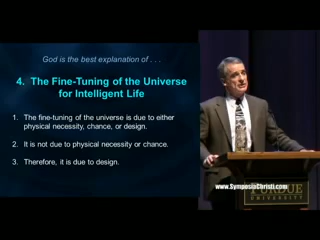 God is the best explanation of . . .
4. The Fine-Tuning of the Universe
for Intelligent Life
1. The fine-tuning of the universe is due to either
physical necessity, chance, or design.
2. It is not due to physical necessity or chance.
3. Therefore, it is due to design.
www.SymposiaChristi.com
PURDUE
UNIVERSITY